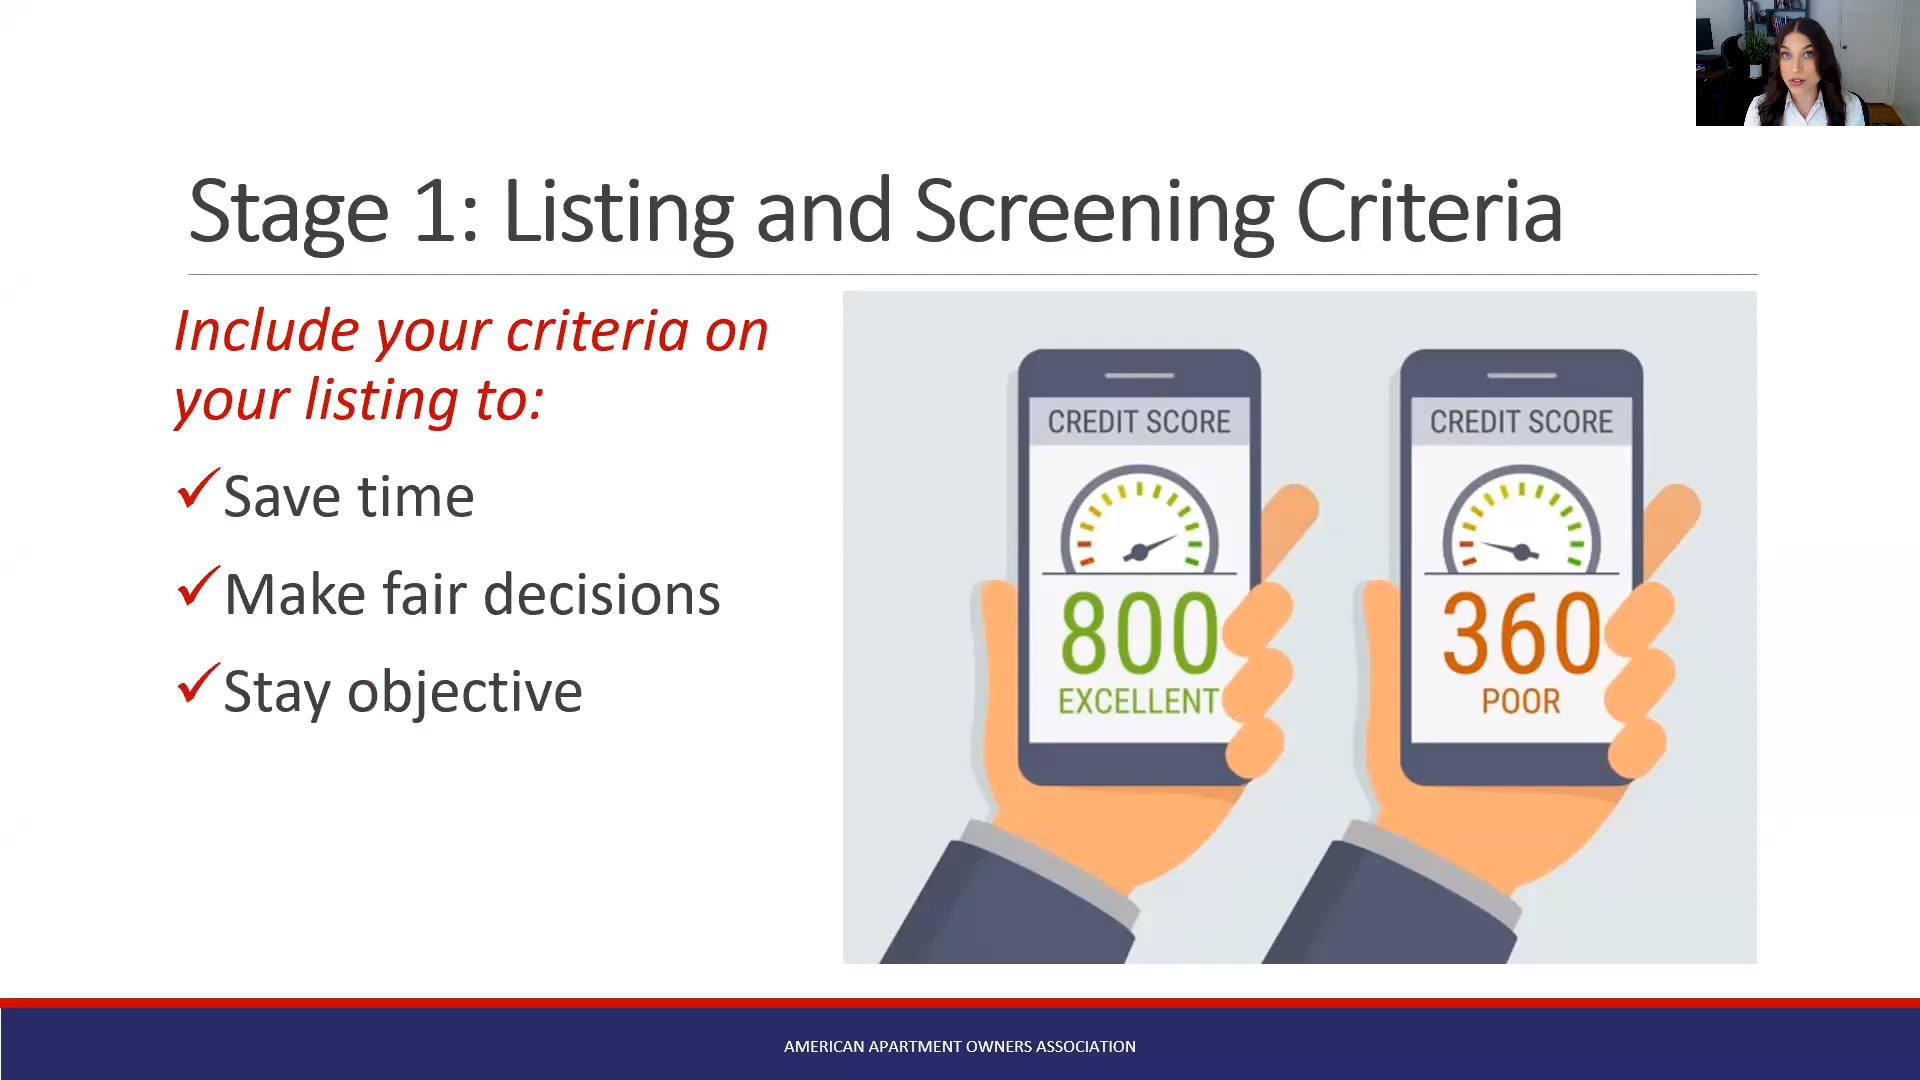 Stage 1: Listing and Screening Criteria
Include your criteria on
your listing to:
Save time
Make fair decisions
Stay objective
CREDIT SCORE
800
EXCELLENT
CREDIT SCORE
360
POOR
AMERICAN APARTMENT OWNERS ASSOCIATION